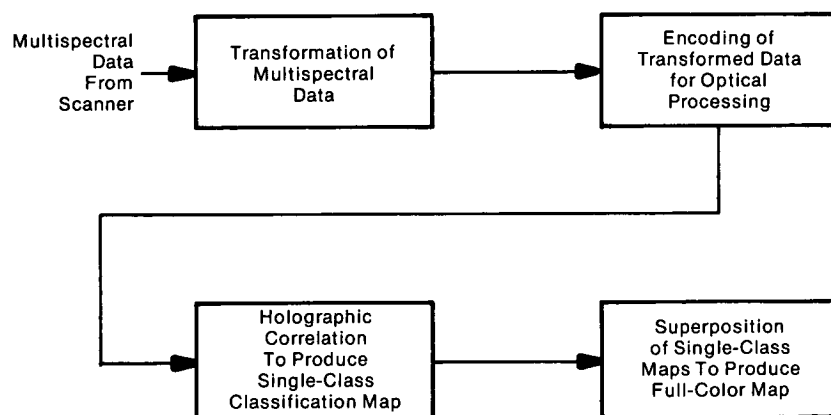 Multispectral
Data
From
Scanner
Transformation of
Multispectral
Data
Encoding of
Transformed Data
for Optical
Processing
Holographic
Correlation
To Produce
Single-Class
Classification Map
Superposition
of Single-Class
Maps To Produce
Full-Color Map